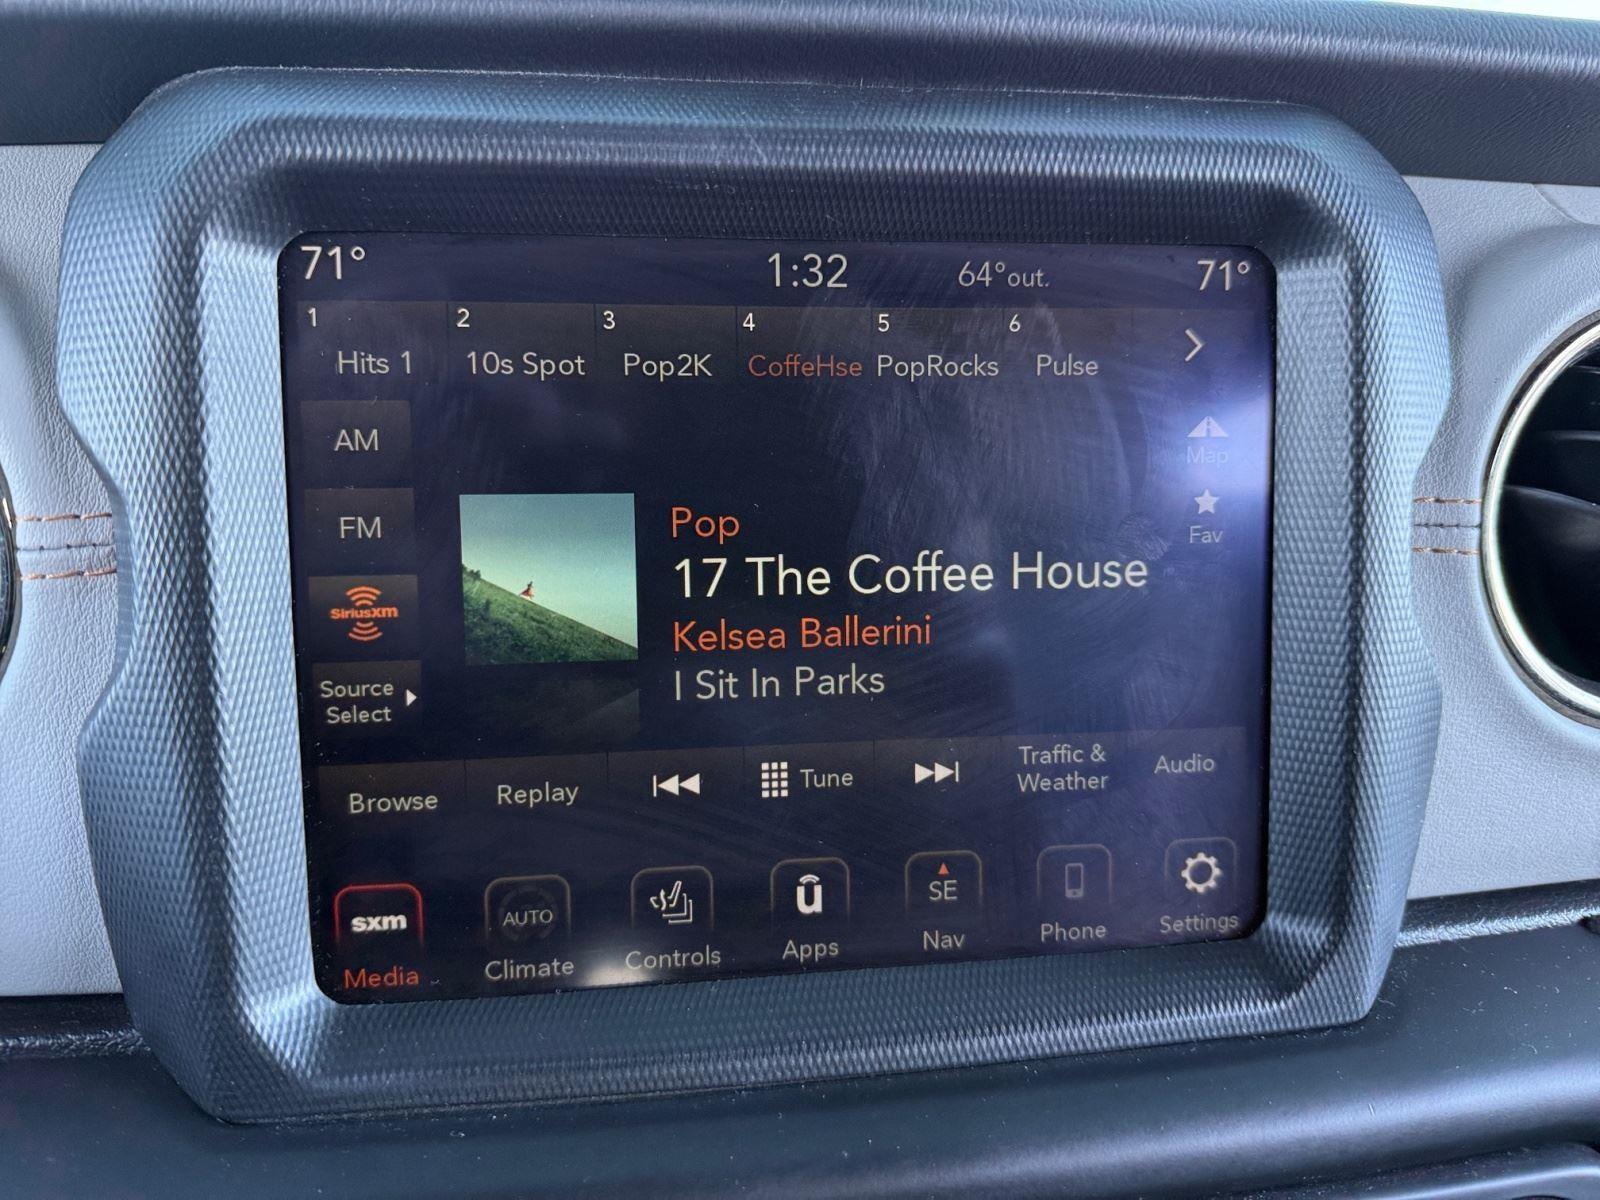 71° 1:32 64°out. 71°
1 2 3 4 5 6
Hits 1 10s Spot Pop2K CoffeHse PopRocks Pulse
AM
Map
FM
Fav
SiriusXM
Source
Select
Pop
17 The Coffee House
Kelsea Ballerini
I Sit In Parks
Browse Replay Tune
Traffic &
Weather
Audio
sxm AUTO ū SE
Media Climate Controls Apps Nav Phone Settings